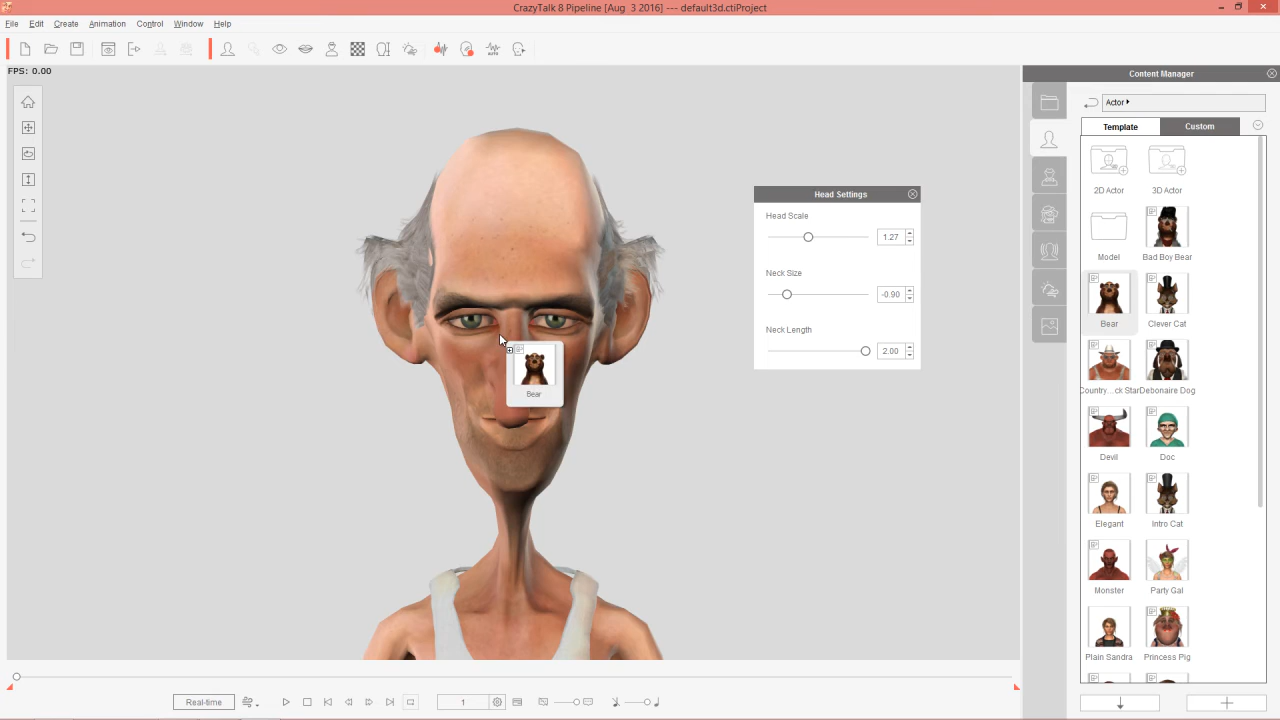 CrazyTalk 8 Pipeline [Aug 3 2016] --- default3d.ctiProject
File Edit Create Animation Control Window Help
FPS: 0.00
Content Manager
Actor
Template Custom
2D Actor 3D Actor
Model Bad Boy Bear
Bear Clever Cat
Country...ck Star Debonaire Dog
Devil Doc
Elegant Intro Cat
Monster Party Gal
Plain Sandra Princess Pig
Head Settings
Head Scale
1.27
Neck Size
-0.90
Neck Length
2.00
Bear
Real-time
1
AUTO